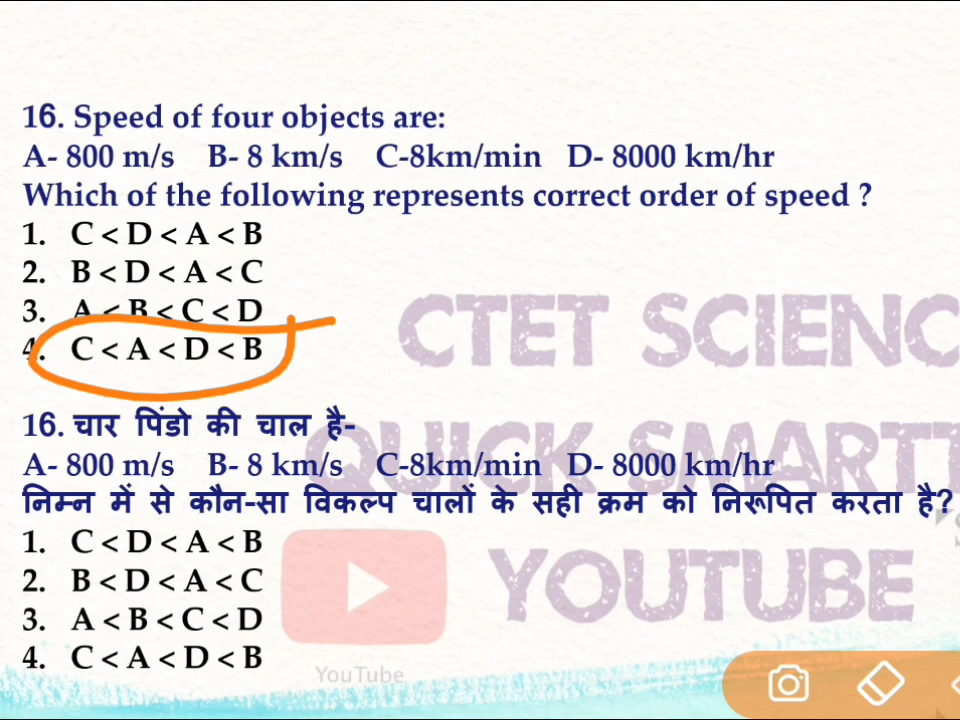 16. Speed of four objects are:
A- 800 m/s B- 8 km/s C-8km/min D- 8000 km/hr
Which of the following represents correct order of speed ?
1. C < D < A < B
2. B < D < A < C
3. A < B < C < D
4. C < A < D < B
CTET SCIENC
16. चार पिंडो की चाल है-
QUICK SMART
A- 800 m/s B- 8 km/s C-8km/min D- 8000 km/hr
निम्न में से कौन-सा विकल्प चालों के सही क्रम को निरूपित करता है?
1. C < D < A < B
2. B < D < A < C
YOUTUBE
3. A < B < C < D
4. C < A < D < B
YouTube